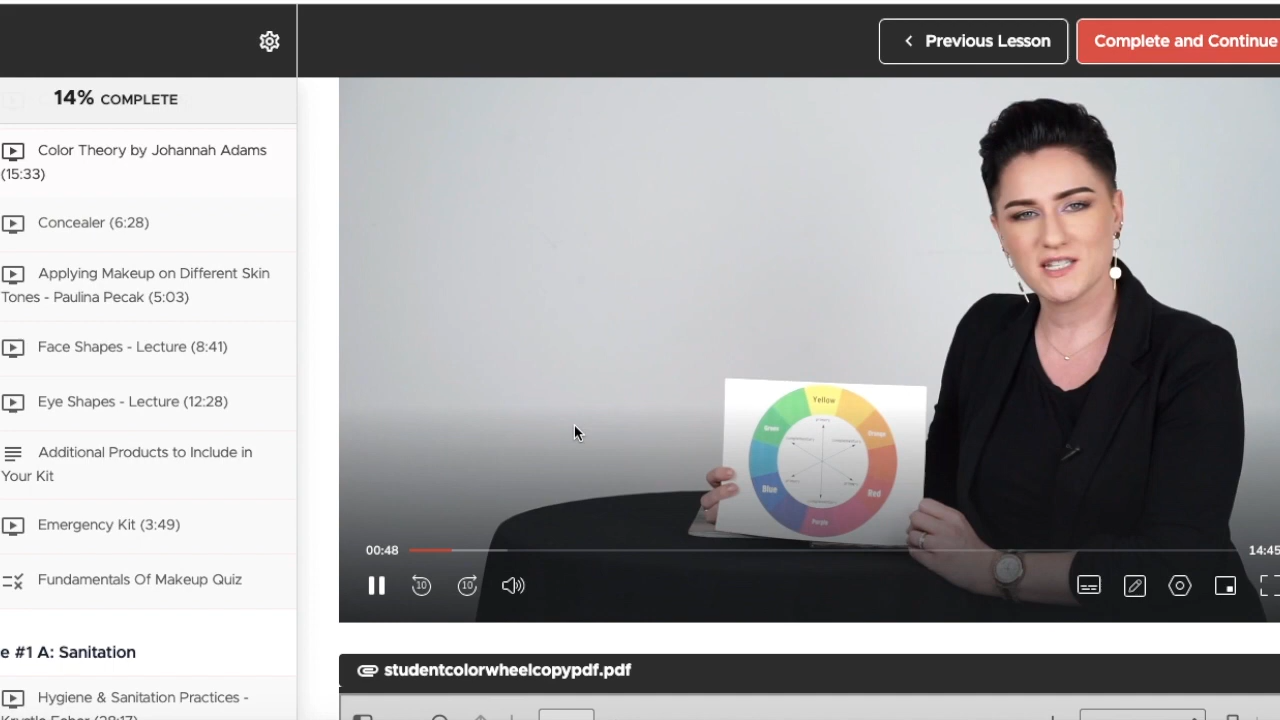 Previous Lesson
Complete and Continue
14% COMPLETE
Color Theory by Johannah Adams
(15:33)
Concealer (6:28)
Applying Makeup on Different Skin
Tones - Paulina Pecak (5:03)
Face Shapes - Lecture (8:41)
Eye Shapes - Lecture (12:28)
Additional Products to Include in
Your Kit
Emergency Kit (3:49)
Fundamentals Of Makeup Quiz
e #1 A: Sanitation
Hygiene & Sanitation Practices -
Yellow
Green
Orange
Blue
Red
Purple
00:48
14:45
10
10
studentcolorwheelcopypdf.pdf